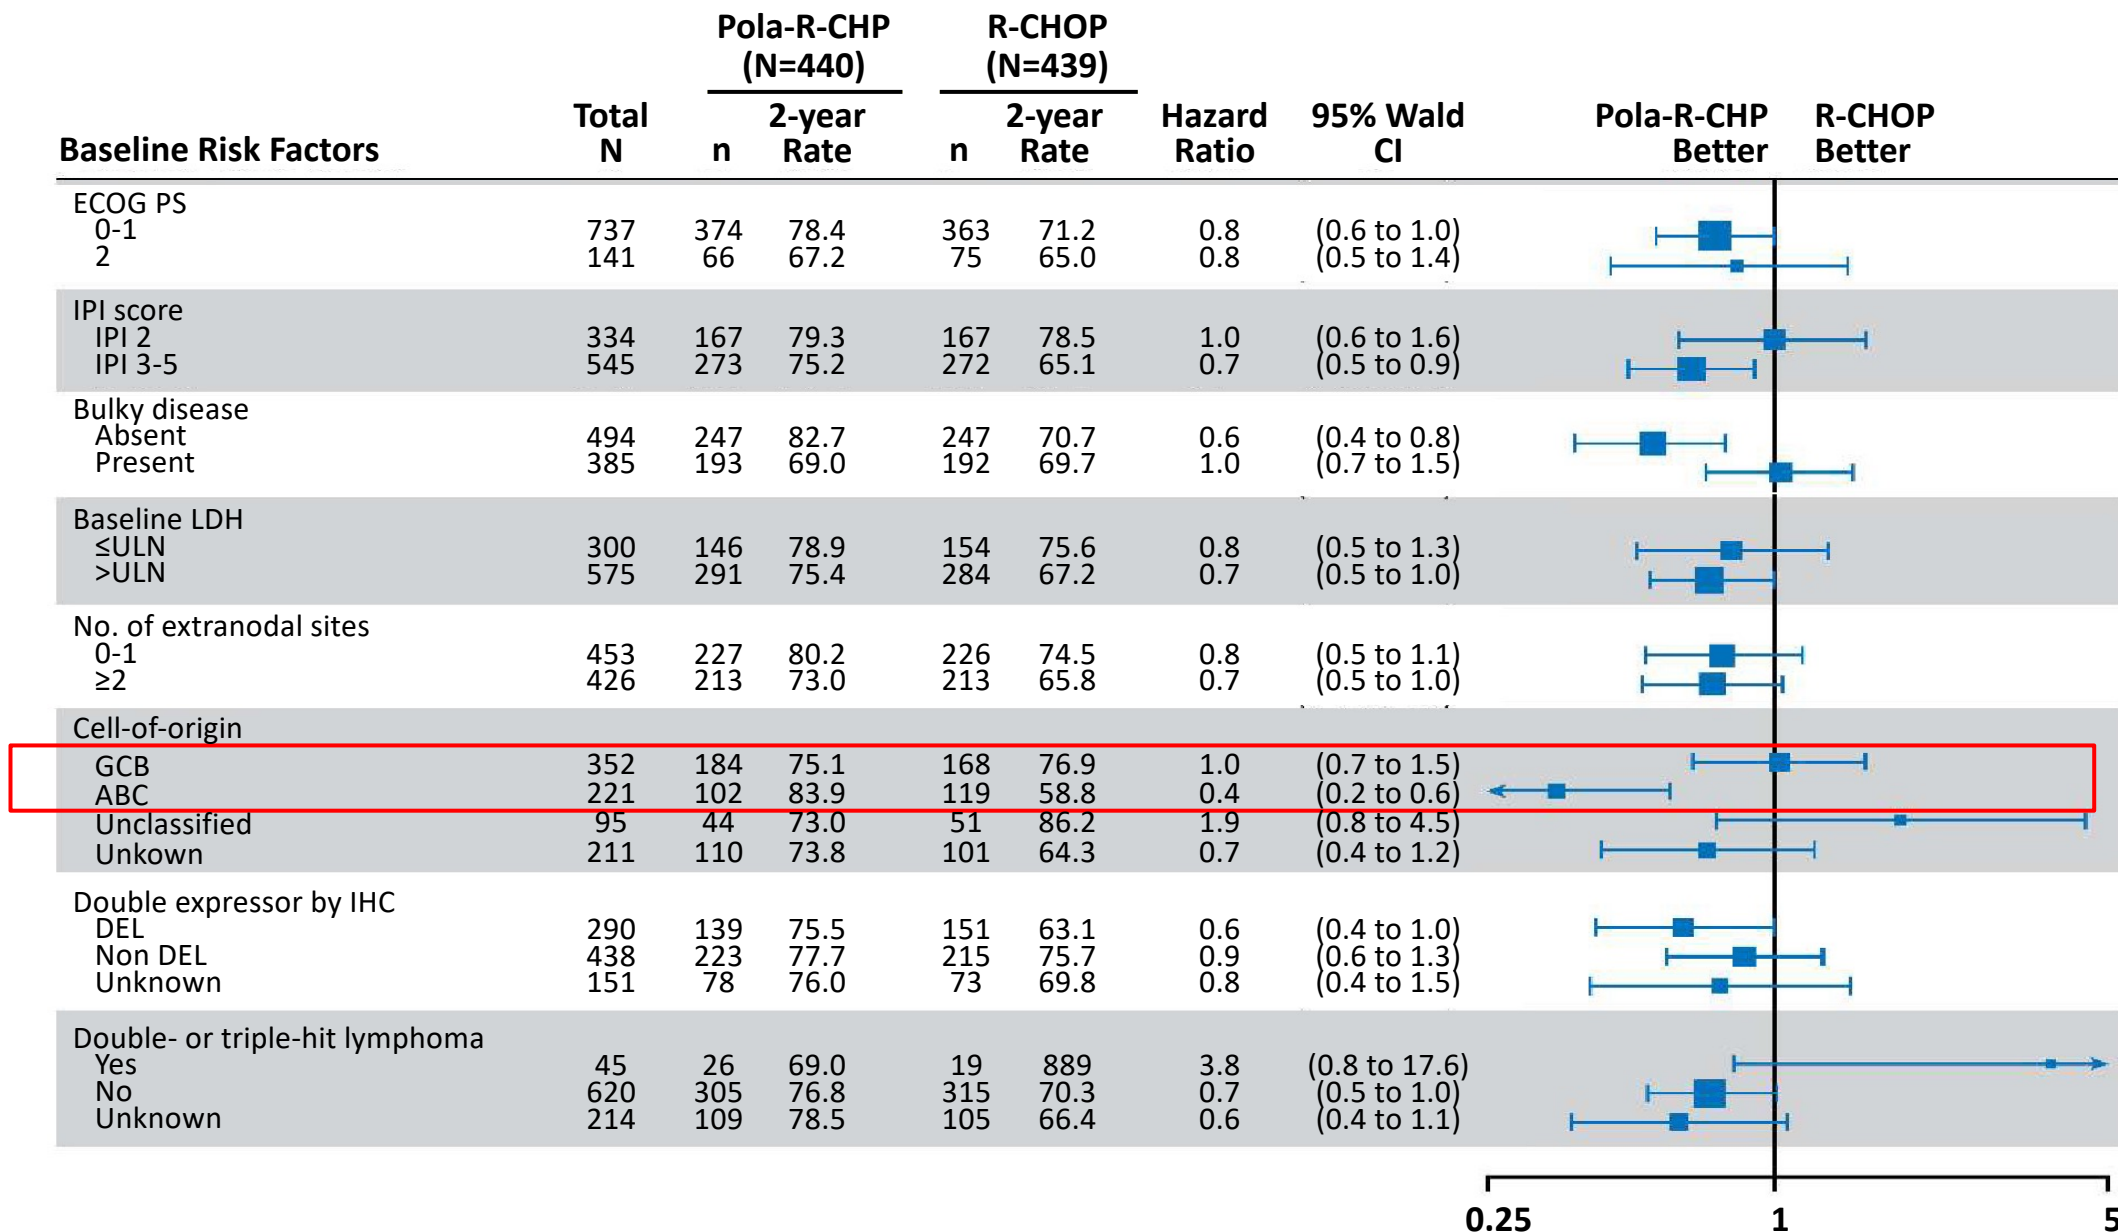 Pola-R-CHP R-CHOP
(N=440) (N=439)
Total 2-year 2-year Hazard 95% Wald Pola-R-CHP R-CHOP
Baseline Risk Factors N n Rate n Rate Ratio CI Better Better
ECOG PS
0-1 737 374 78.4 363 71.2 0.8 (0.6 to 1.0)
2 141 66 67.2 75 65.0 0.8 (0.5 to 1.4)
IPI score
IPI 2 334 167 79.3 167 78.5 1.0 (0.6 to 1.6)
IPI 3-5 545 273 75.2 272 65.1 0.7 (0.5 to 0.9)
Bulky disease
Absent 494 247 82.7 247 70.7 0.6 (0.4 to 0.8)
Present 385 193 69.0 192 69.7 1.0 (0.7 to 1.5)
Baseline LDH
≤ULN 300 146 78.9 154 75.6 0.8 (0.5 to 1.3)
>ULN 575 291 75.4 284 67.2 0.7 (0.5 to 1.0)
No. of extranodal sites
0-1 453 227 80.2 226 74.5 0.8 (0.5 to 1.1)
≥2 426 213 73.0 213 65.8 0.7 (0.5 to 1.0)
Cell-of-origin
GCB 352 184 75.1 168 76.9 1.0 (0.7 to 1.5)
ABC 221 102 83.9 119 58.8 0.4 (0.2 to 0.6)
Unclassified 95 44 73.0 51 86.2 1.9 (0.8 to 4.5)
Unkown 211 110 73.8 101 64.3 0.7 (0.4 to 1.2)
Double expressor by IHC
DEL 290 139 75.5 151 63.1 0.6 (0.4 to 1.0)
Non DEL 438 223 77.7 215 75.7 0.9 (0.6 to 1.3)
Unknown 151 78 76.0 73 69.8 0.8 (0.4 to 1.5)
Double- or triple-hit lymphoma
Yes 45 26 69.0 19 889 3.8 (0.8 to 17.6)
No 620 305 76.8 315 70.3 0.7 (0.5 to 1.0)
Unknown 214 109 78.5 105 66.4 0.6 (0.4 to 1.1)
0.25 1 5